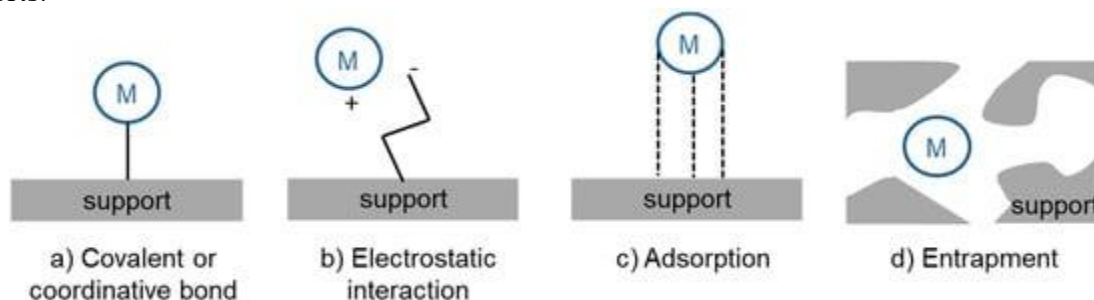 M
M
-
+
M
M
support
support
support
support
a) Covalent or
coordinative bond
b) Electrostatic
interaction
c) Adsorption
d) Entrapment